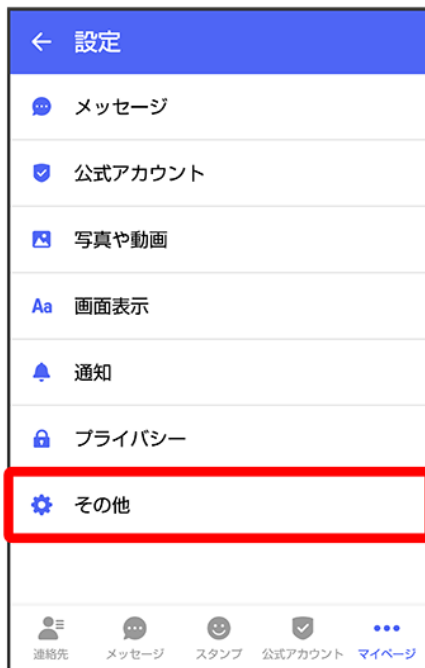 設定
メッセージ
公式アカウント
写真や動画
Aa 画面表示
通知
プライバシー
その他
連絡先 メッセージ スタンプ 公式アカウント マイページ